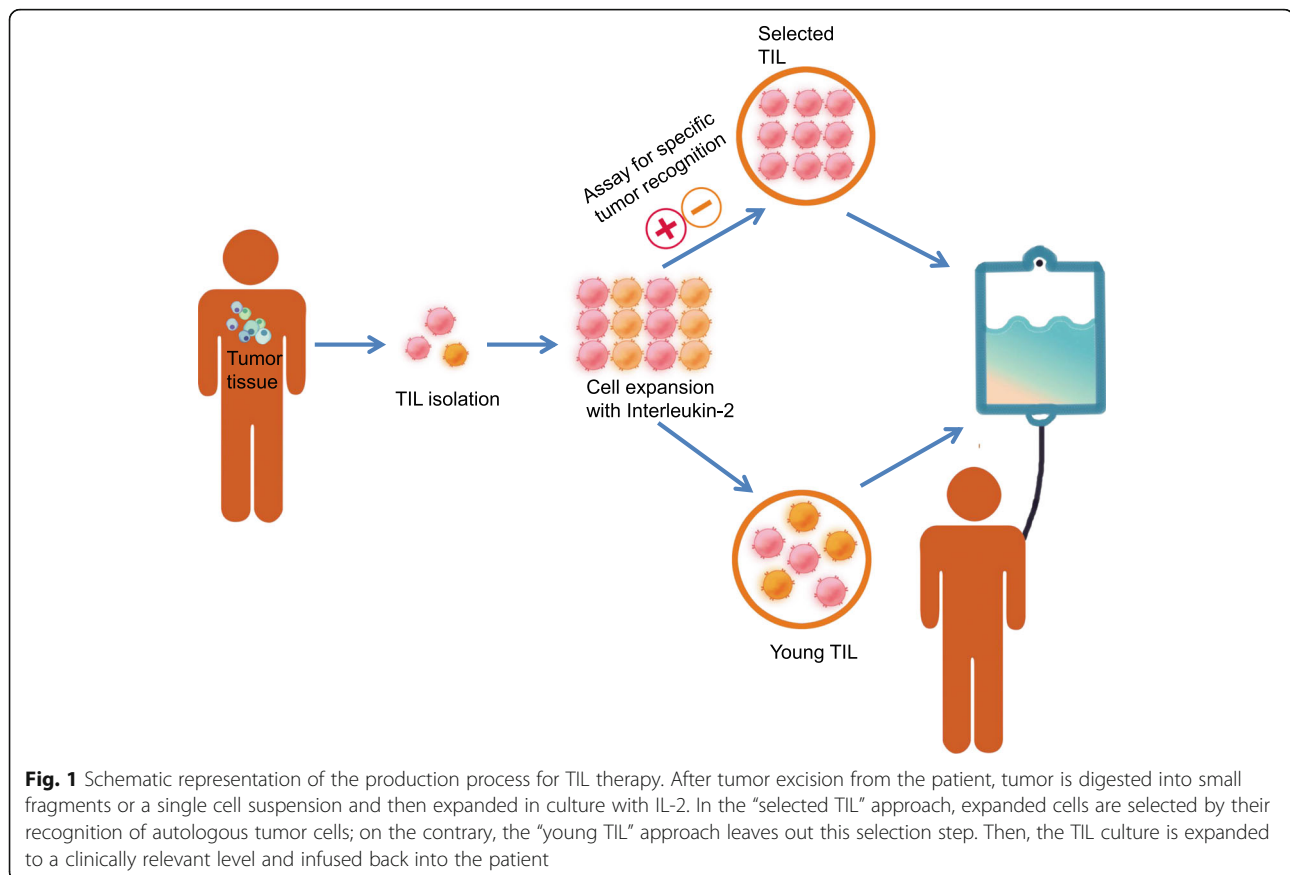 Selected
TIL
Assay for specific
tumor recognition
Tumor
tissue
TIL isolation
Cell expansion
with Interleukin-2
Young TIL
Fig. 1 Schematic representation of the production process for TIL therapy. After tumor excision from the patient, tumor is digested into small
fragments or a single cell suspension and then expanded in culture with IL-2. In the “selected TIL” approach, expanded cells are selected by their
recognition of autologous tumor cells; on the contrary, the “young TIL” approach leaves out this selection step. Then, the TIL culture is expanded
to a clinically relevant level and infused back into the patient